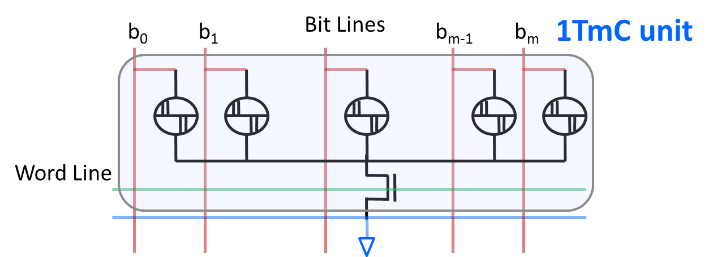 Bit Lines
b0 b1 bm-1 bm 1TmC unit
Word Line